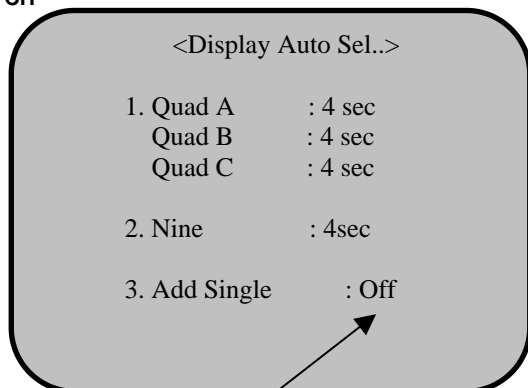 <Display Auto Sel..>
1. Quad A : 4 sec
Quad B : 4 sec
Quad C : 4 sec
2. Nine : 4sec
3. Add Single : Off